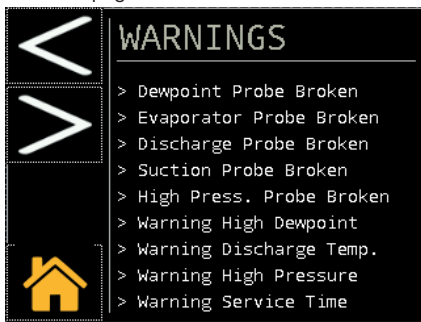 WARNINGS
> Dewpoint Probe Broken
> Evaporator Probe Broken
> Discharge Probe Broken
> Suction Probe Broken
> High Press. Probe Broken
> Warning High Dewpoint
> Warning Discharge Temp.
> Warning High Pressure
> Warning Service Time